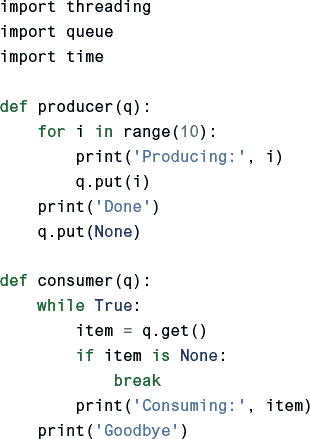 import threading
import queue
import time

def producer(q):
    for i in range(10):
        print('Producing:', i)
        q.put(i)
    print('Done')
    q.put(None)

def consumer(q):
    while True:
        item = q.get()
        if item is None:
            break
        print('Consuming:', item)
    print('Goodbye')